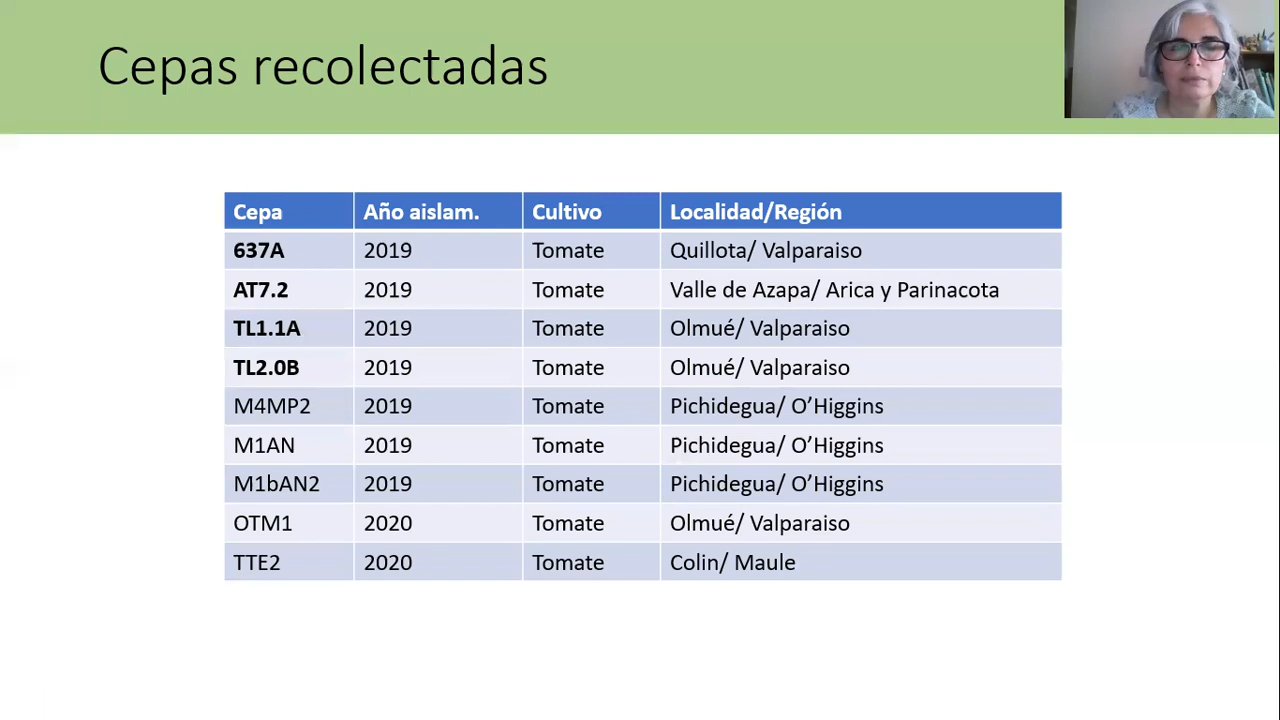 Cepas recolectadas
Cepa Año aislam. Cultivo Localidad/Región
637A 2019 Tomate Quillota/ Valparaiso
AT7.2 2019 Tomate Valle de Azapa/ Arica y Parinacota
TL1.1A 2019 Tomate Olmué/ Valparaiso
TL2.0B 2019 Tomate Olmué/ Valparaiso
M4MP2 2019 Tomate Pichidegua/ O’Higgins
M1AN 2019 Tomate Pichidegua/ O’Higgins
M1bAN2 2019 Tomate Pichidegua/ O’Higgins
OTM1 2020 Tomate Olmué/ Valparaiso
TTE2 2020 Tomate Colin/ Maule